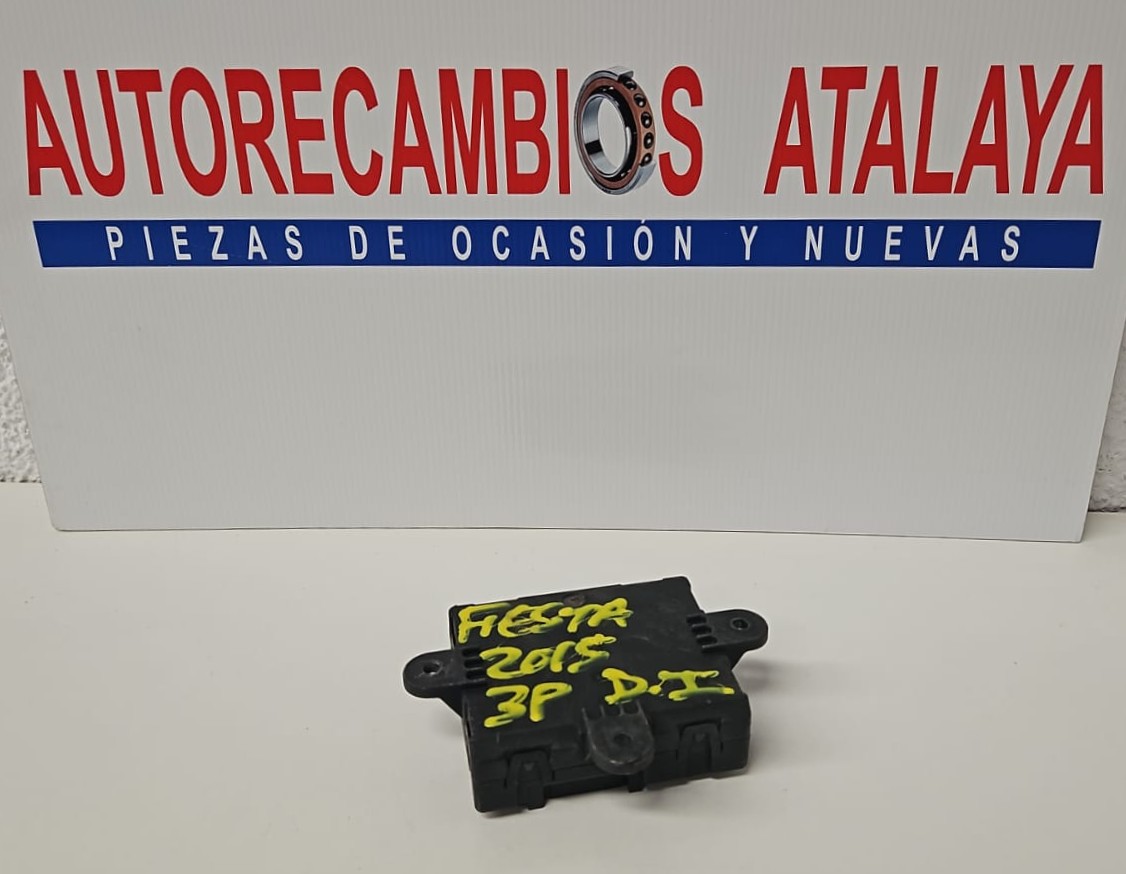 AUTORECAMBIOS ATALAYA
PIEZAS DE OCASIÓN Y NUEVAS
FIESTA
2015
3P D.I